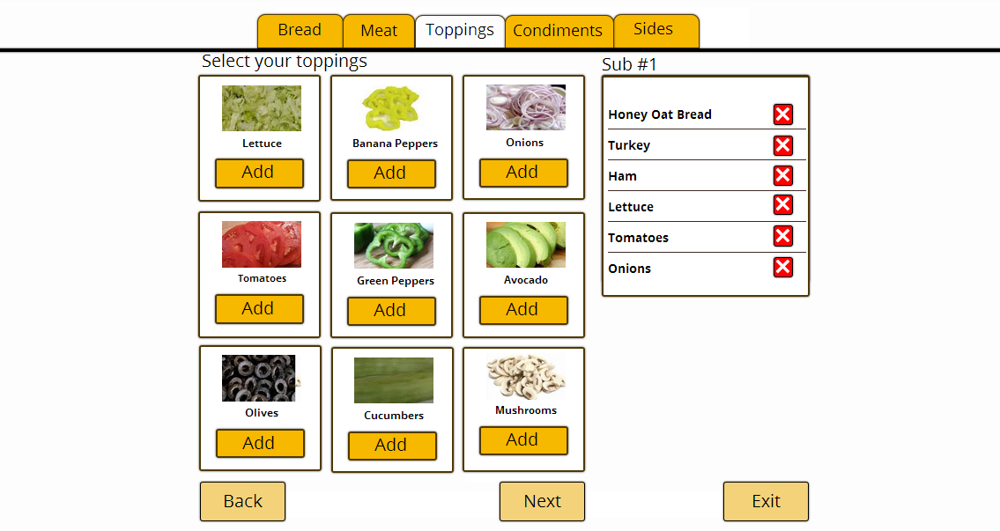 Bread Meat Toppings Condiments Sides
Select your toppings
Sub #1
Lettuce
Add
Banana Peppers
Add
Onions
Add
Tomatoes
Add
Green Peppers
Add
Avocado
Add
Olives
Add
Cucumbers
Add
Mushrooms
Add
Honey Oat Bread
Turkey
Ham
Lettuce
Tomatoes
Onions
Back
Next
Exit